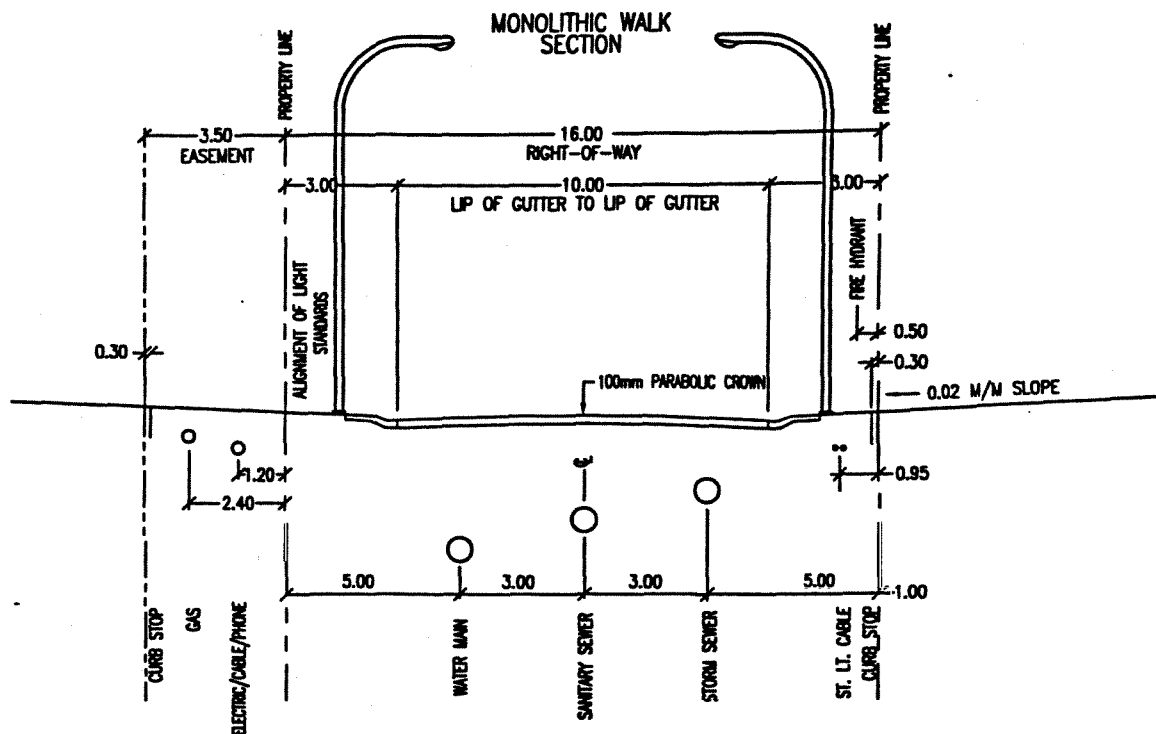 MONOLITHIC WALK
SECTION
PROPERTY LINE
PROPERTY LINE
3.50
EASEMENT
16.00
RIGHT-OF-WAY
3.00
10.00
3.00
LIP OF GUTTER TO LIP OF GUTTER
ALIGNMENT OF LIGHT
STANDARDS
FIRE HYDRANT
0.50
0.30
0.30
100mm PARABOLIC CROWN
0.02 M/M SLOPE
1.20
2.40
℄
0.95
5.00
3.00
3.00
5.00
1.00
CURB STOP
GAS
ELECTRIC/CABLE/PHONE
WATER MAIN
SANITARY SEWER
STORM SEWER
ST. LT. CABLE
CURB STOP